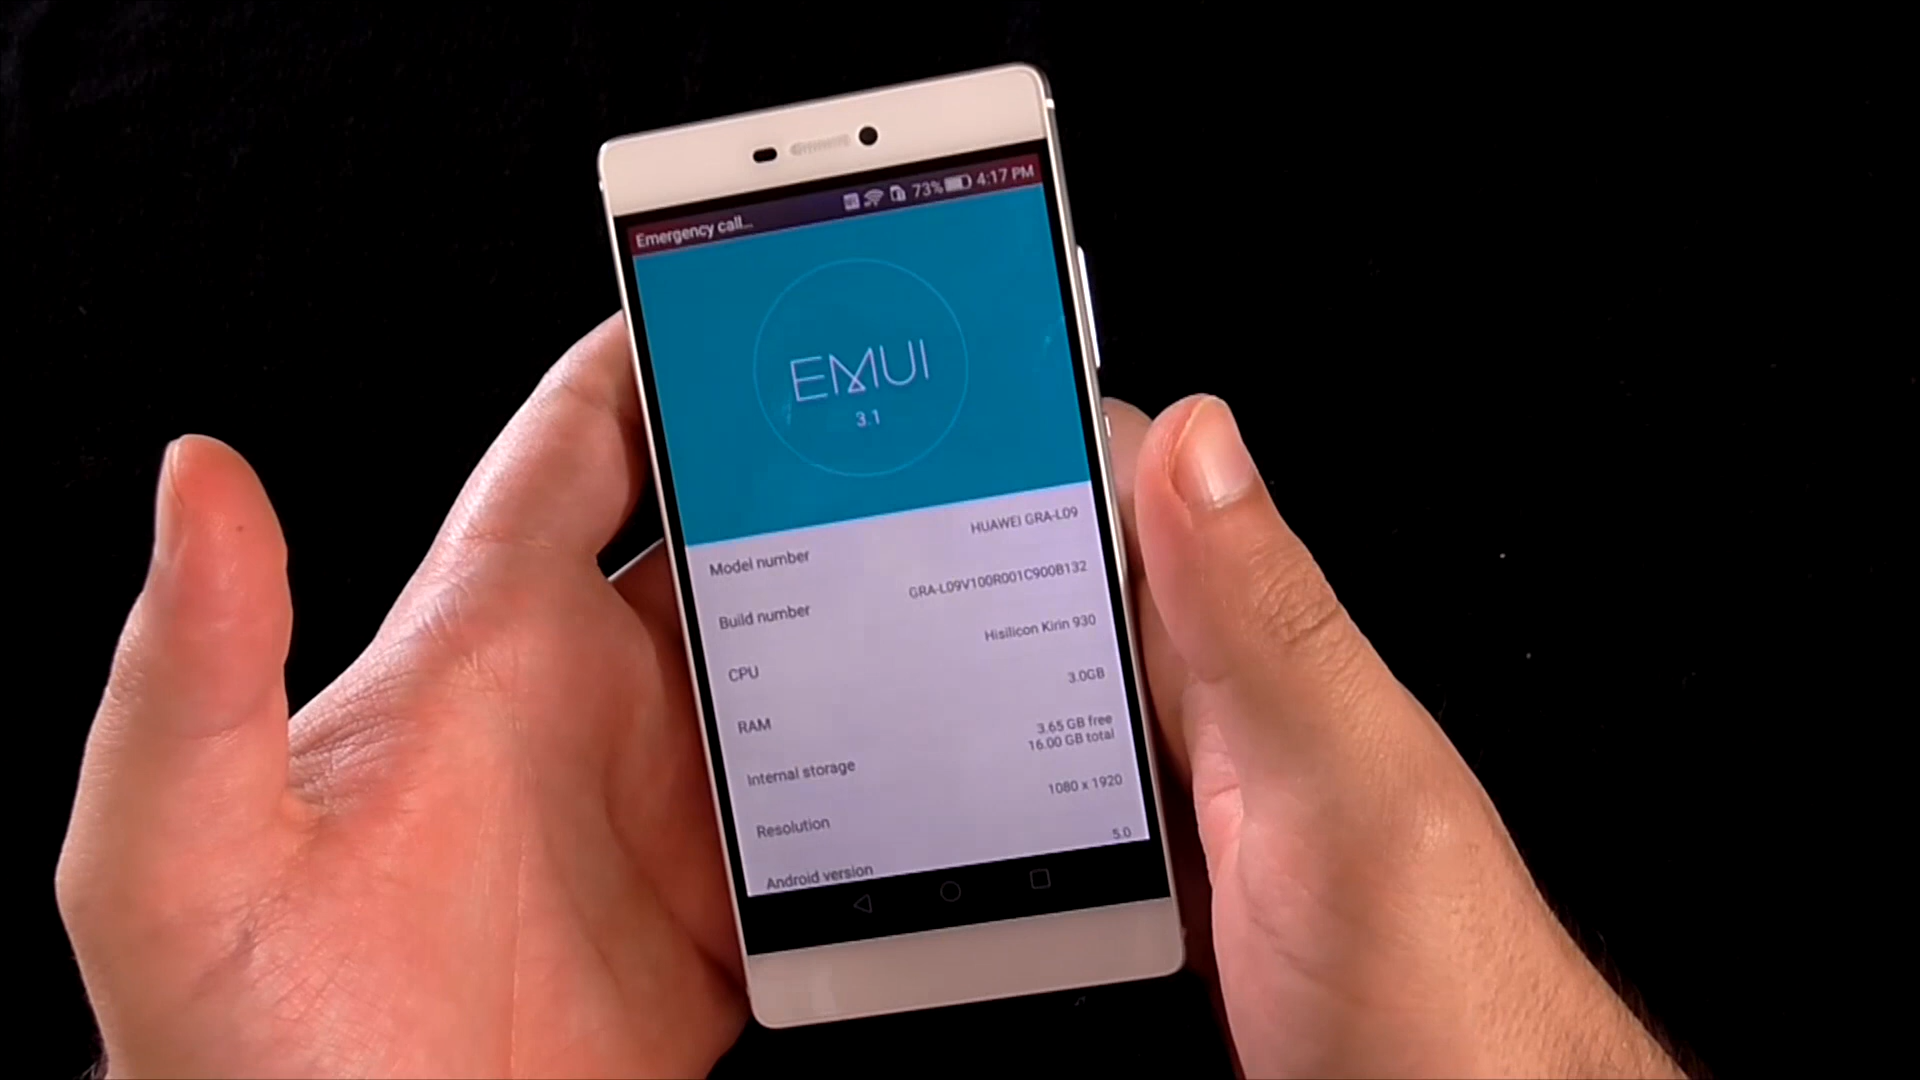 Emergency call... 73% 4:17 PM
EMUI
3.1
Model number HUAWEI GRA-L09
Build number GRA-L09V100R001C900B132
CPU Hisilicon Kirin 930
RAM 3.0GB
Internal storage 3.65 GB free
16.00 GB total
Resolution 1080 x 1920
Android version 5.0